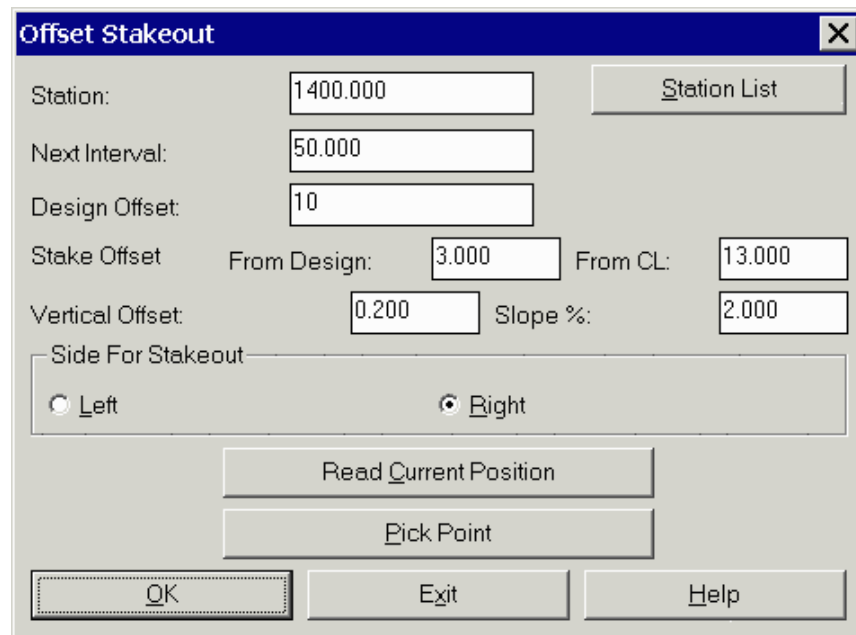 Offset Stakeout
Station: 1400.000 Station List
Next Interval: 50.000
Design Offset: 10
Stake Offset From Design: 3.000 From CL: 13.000
Vertical Offset: 0.200 Slope %: 2.000
Side For Stakeout
Left Right
Read Current Position
Pick Point
OK Exit Help